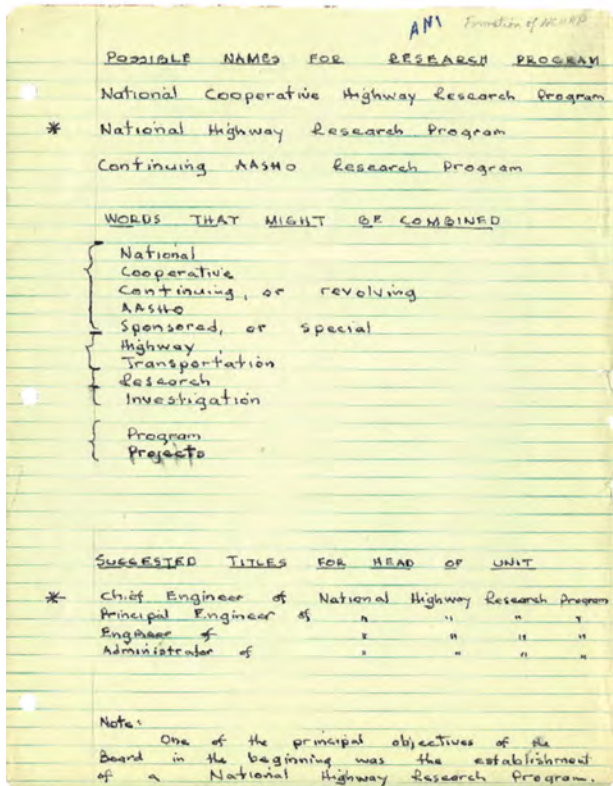 ANI Formation of NCHRP
POSSIBLE NAMES FOR RESEARCH PROGRAM
National Cooperative Highway Research Program
* National Highway Research Program
Continuing AASHO Research Program
WORDS THAT MIGHT BE COMBINED
National
Cooperative
Continuing, or revolving
AASHO
Sponsored, or special
Highway
Transportation
Research
Investigation
Program
Projects
SUGGESTED TITLES FOR HEAD OF UNIT
* Chief Engineer of National Highway Research Program
Principal Engineer of " " " "
Engineer of " " " "
Administrator of " " " "
Note:
One of the principal objectives of the
Board in the beginning was the establishment
of a National Highway Research Program.